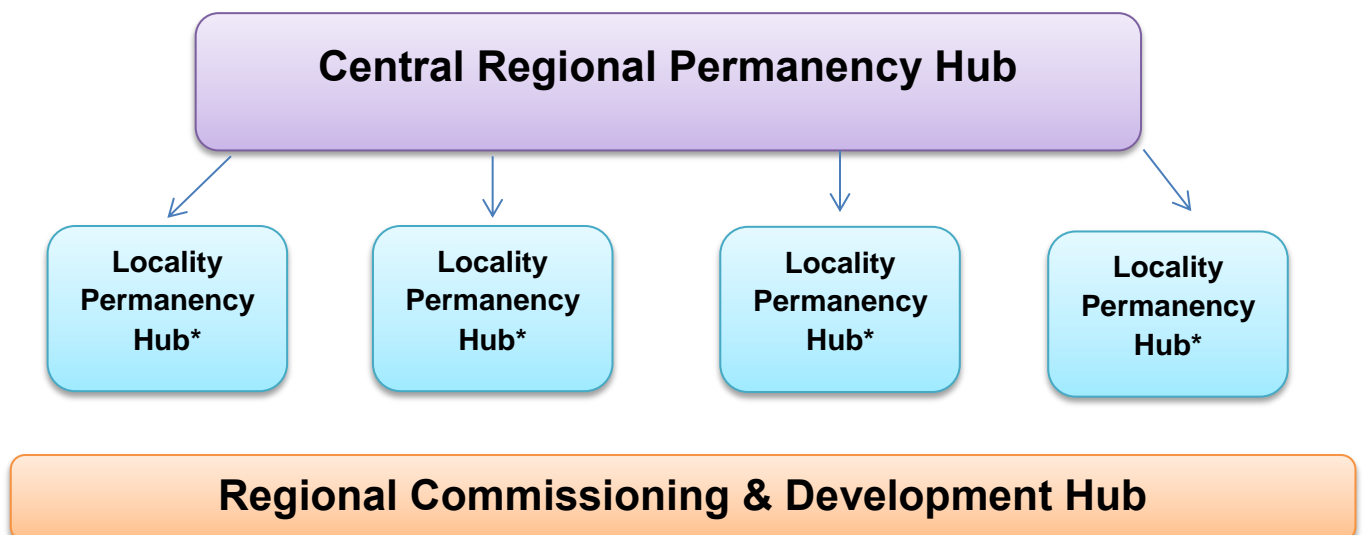 Central Regional Permanency Hub
Locality
Permanency
Hub*
Locality
Permanency
Hub*
Locality
Permanency
Hub*
Locality
Permanency
Hub*
Regional Commissioning & Development Hub